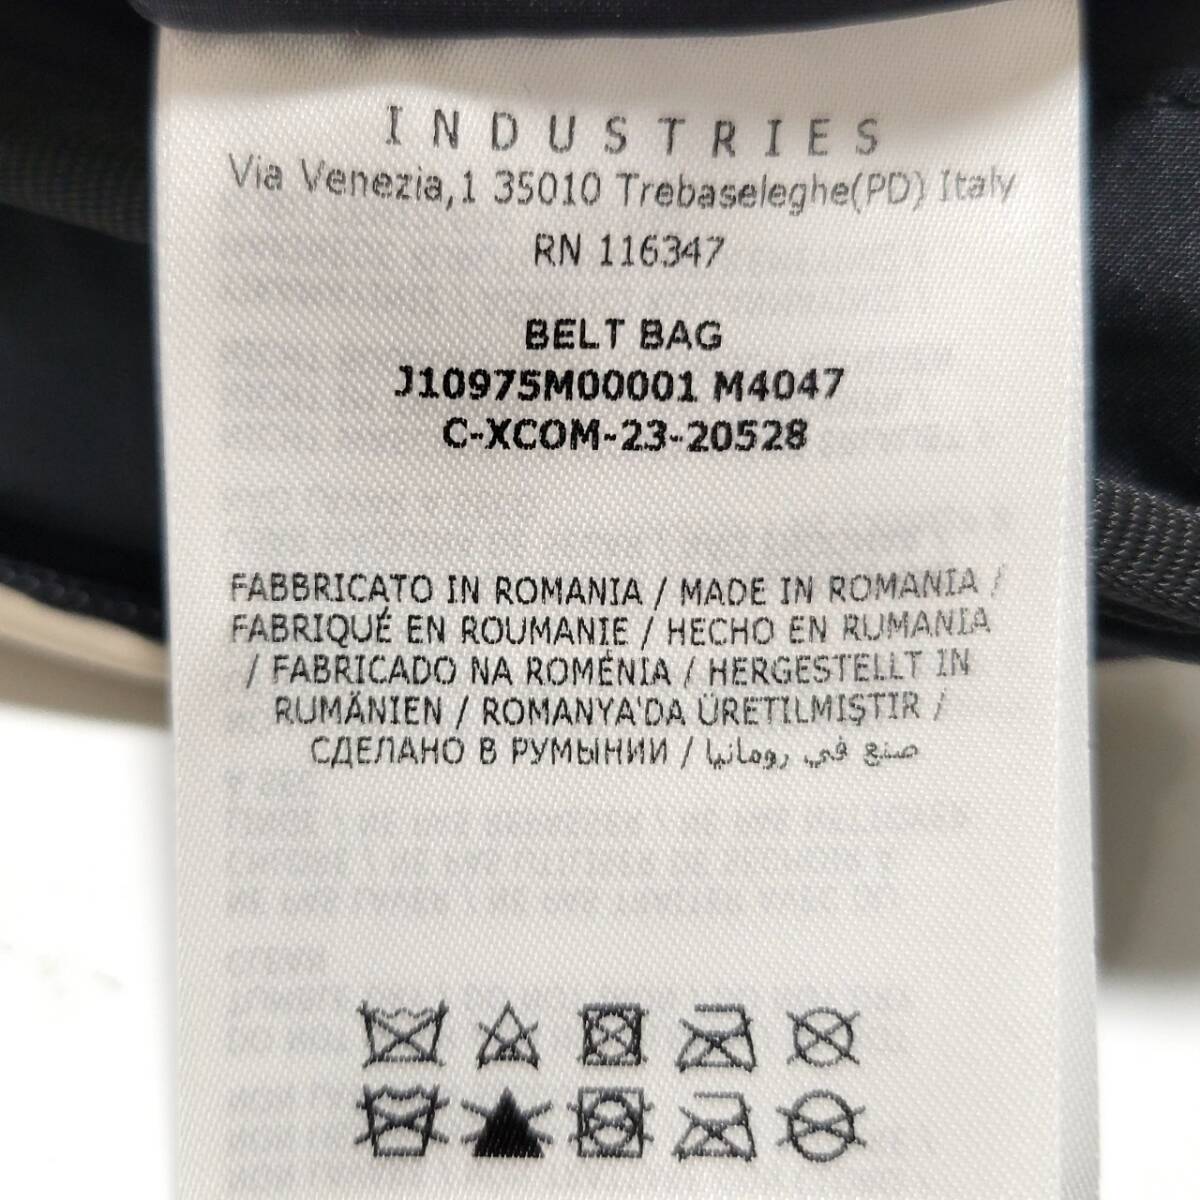 INDUSTRIES
Via Venezia,1 35010 Trebaseleghe(PD) Italy
RN 116347
BELT BAG
J10975M00001 M4047
C-XCOM-23-20528
FABBRICATO IN ROMANIA / MADE IN ROMANIA /
FABRIQUÉ EN ROUMANIE / HECHO EN RUMANIA
/ FABRICADO NA ROMÉNIA / HERGESTELLT IN
RUMÄNIEN / ROMANYA'DA ÜRETILMIŞTIR /
СДЕЛАНО В РУМЫНИИ / صنع في رومانيا